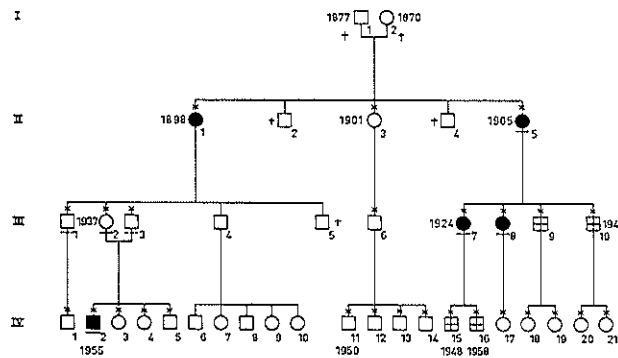 I 1877 1 2 1870
† †
II 1898 1 † 2 1901 3 † 4 1905 5
III 1 1937 2 3 4 5 † 6 1924 7 8 9 194 10
IV 1 2 3 4 5 6 7 8 9 10 11 12 13 14 15 16 17 18 19 20 21
1955 1950 1948 1958